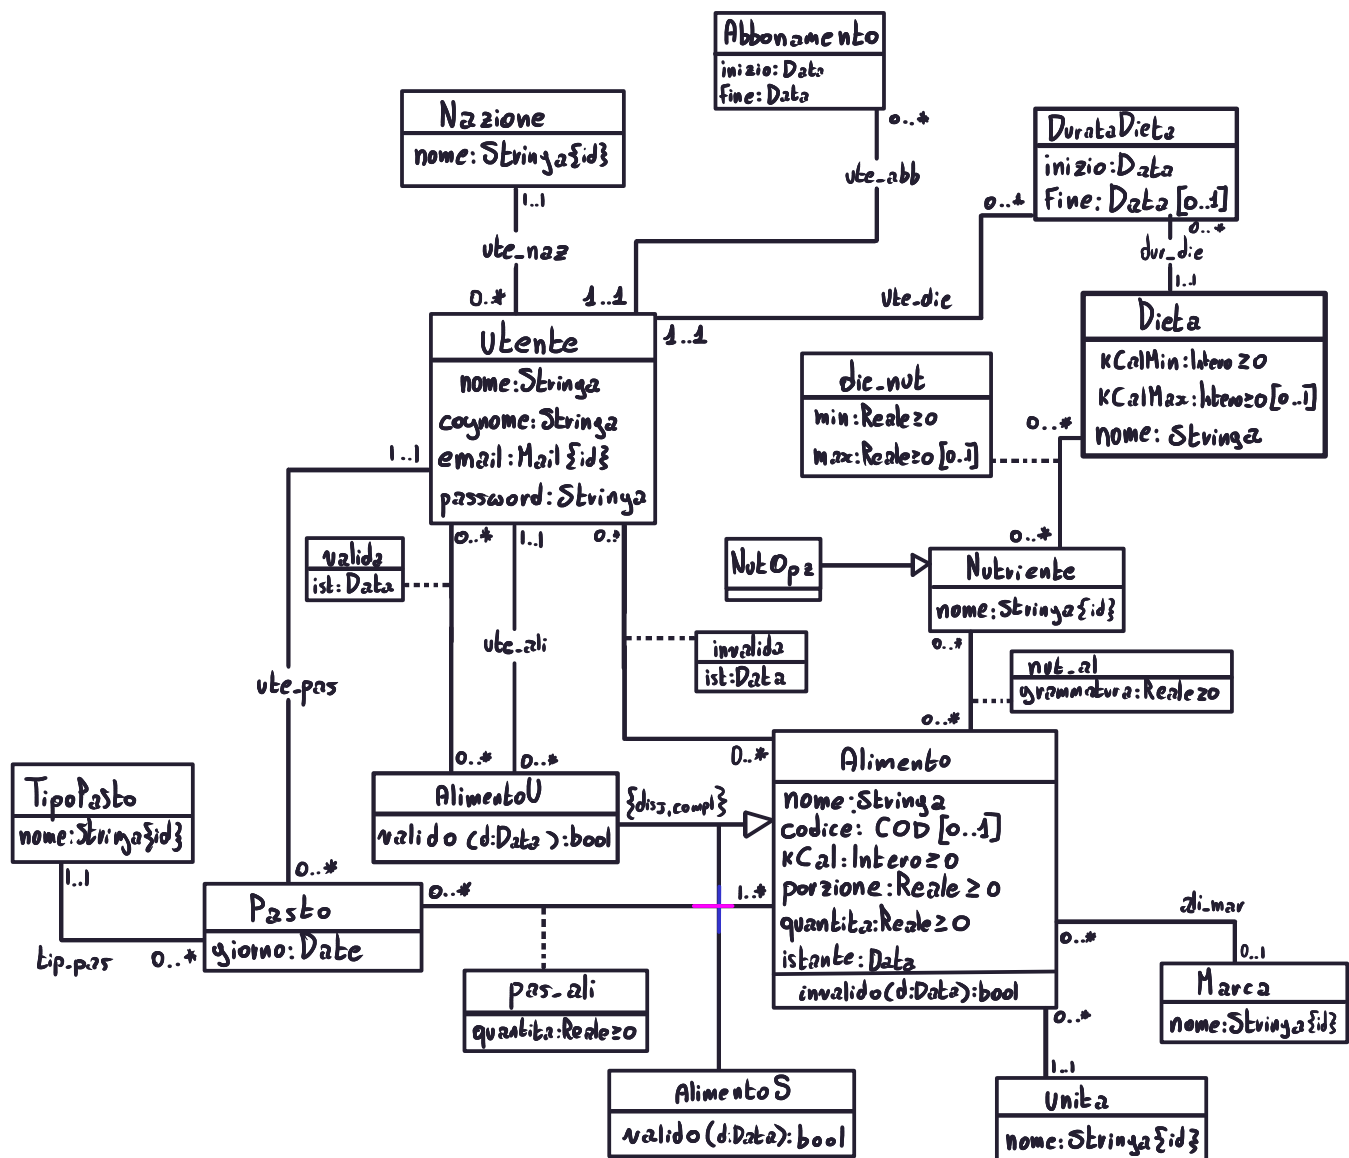 Abbonamento
inizio:Data
Fine:Data
0..*
ute_abb
1..1
Nazione
nome:Stringa{id}
1..1
ute_naz
0..*
DurataDieta
inizio:Data
Fine:Data [0..1]
0..1
0..*
dur_die
1..1
ute_die
1..1
Utente
nome:Stringa
cognome:Stringa
email:Mail{id}
password:Stringa
Dieta
KCalMin:Intero≥0
KCalMax:Intero≥0[0..1]
nome: Stringa
0..*
die_nut
min:Reale≥0
max:Reale≥0[0..1]
0..*
NutOpz
Nutriente
nome:Stringa{id}
0..*
nut_al
grammatura:Reale≥0
0..*
1..1
ute_pas
0..*
0..*
valida
ist:Data
0..*
1..1
ute_ali
0..*
0..*
invalida
ist:Data
0..*
TipoPasto
nome:Stringa{id}
1..1
tip_pas
0..*
AlimentoU
valido (d:Data):bool
{disj,compl}
Alimento
nome:Stringa
codice: COD [0..1]
KCal:Intero≥0
porzione:Reale≥0
quantita:Reale≥0
istante:Data
invalido(d:Data):bool
Pasto
giorno:Date
0..*
1..*
pas_ali
quantita:Reale≥0
ali_mar
0..*
0..1
Marca
nome:Stringa{id}
0..*
1..1
Unita
nome:Stringa{id}
AlimentoS
valido(d:Data):bool